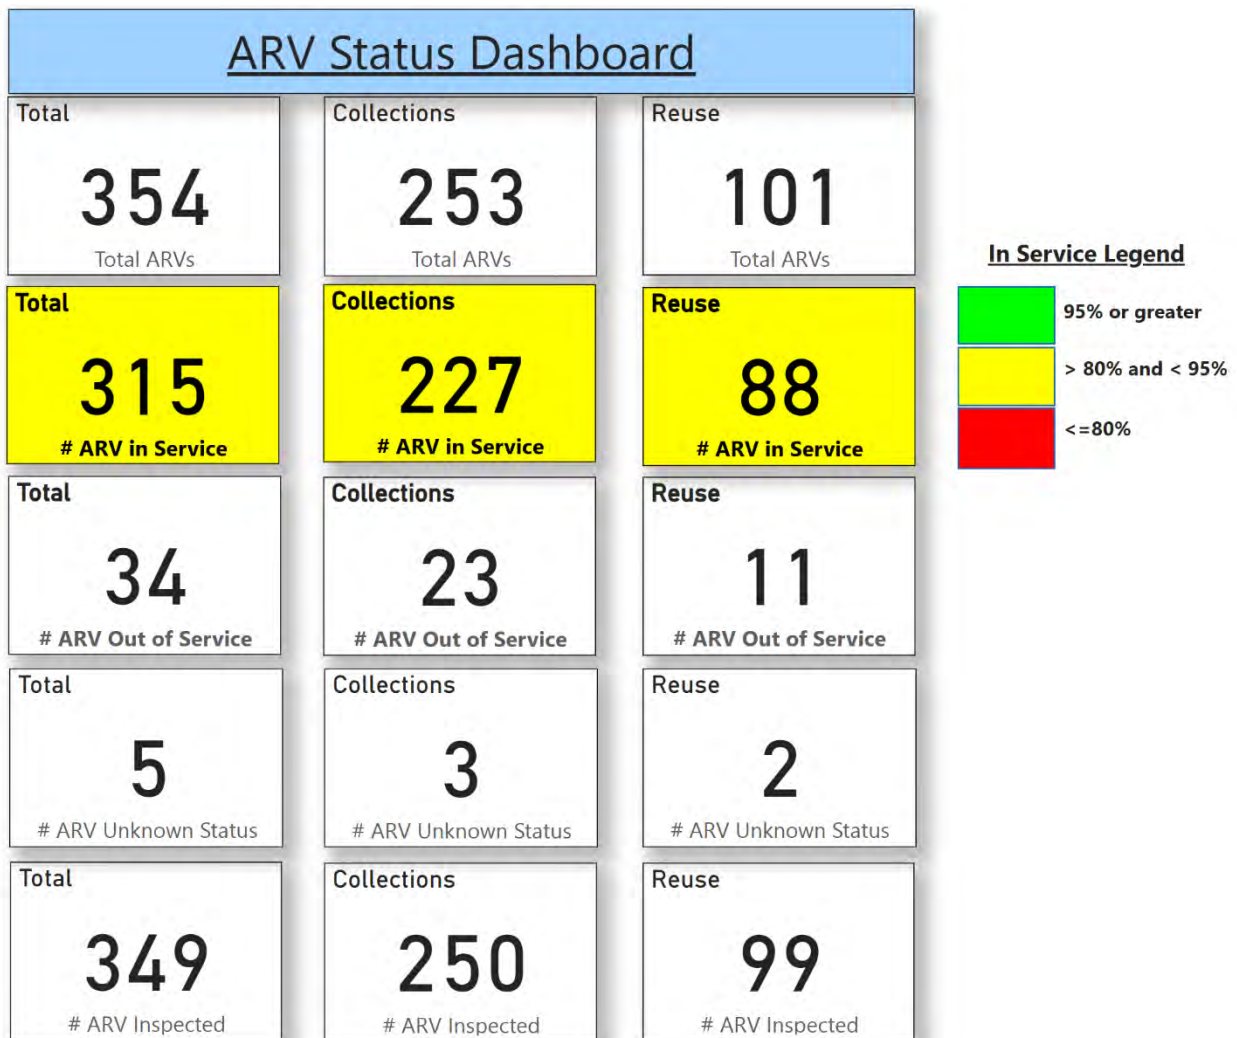 ARV Status Dashboard
Total
354
Total ARVs
Collections
253
Total ARVs
Reuse
101
Total ARVs
Total
315
# ARV in Service
Collections
227
# ARV in Service
Reuse
88
# ARV in Service
Total
34
# ARV Out of Service
Collections
23
# ARV Out of Service
Reuse
11
# ARV Out of Service
Total
5
# ARV Unknown Status
Collections
3
# ARV Unknown Status
Reuse
2
# ARV Unknown Status
Total
349
# ARV Inspected
Collections
250
# ARV Inspected
Reuse
99
# ARV Inspected
In Service Legend
95% or greater
> 80% and < 95%
<=80%